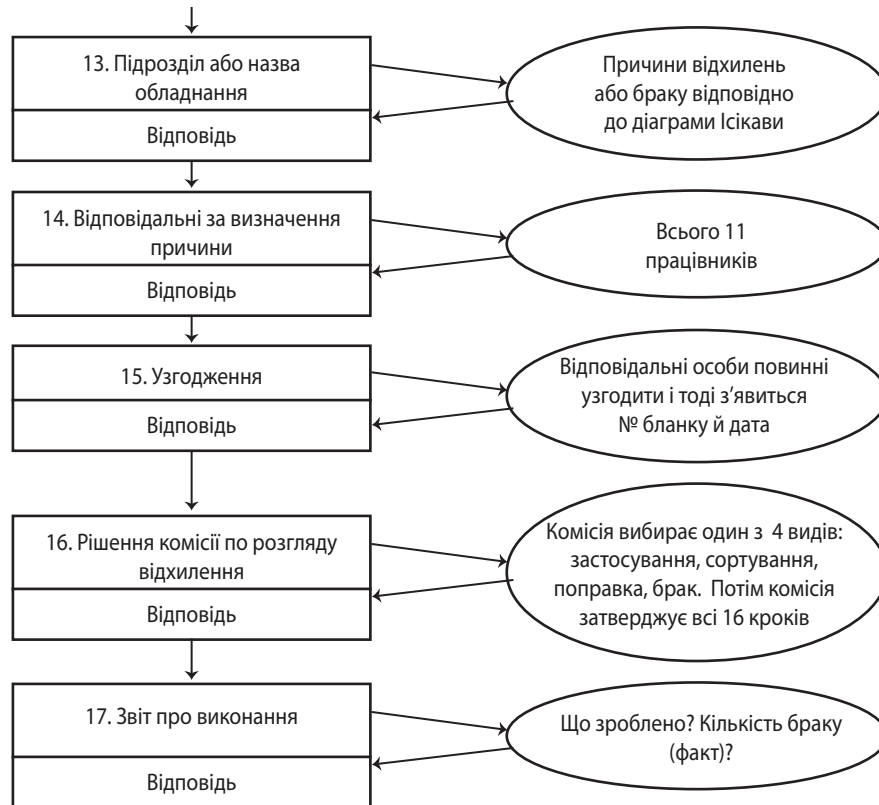 13. Підрозділ або назва
обладнання
Відповідь
Причини відхилень
або браку відповідно
до діаграми Ісікави
14. Відповідальні за визначення
причини
Відповідь
Всього 11
працівників
15. Узгодження
Відповідь
Відповідальні особи повинні
узгодити і тоді з’явиться
№ бланку й дата
16. Рішення комісії по розгляду
відхилення
Відповідь
Комісія вибирає один з 4 видів:
застосування, сортування,
поправка, брак. Потім комісія
затверджує всі 16 кроків
17. Звіт про виконання
Відповідь
Що зроблено? Кількість браку
(факт)?